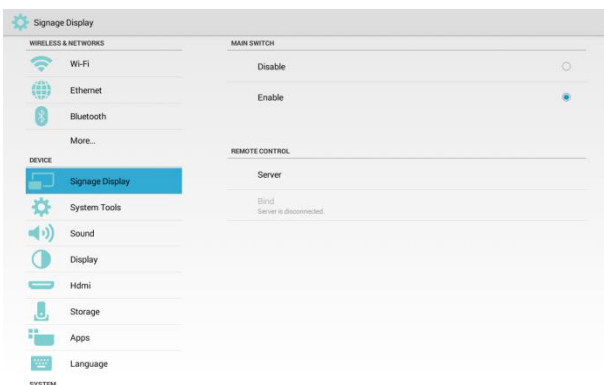 Signage Display
WIRELESS & NETWORKS
Wi-Fi
Ethernet
Bluetooth
More...
DEVICE
Signage Display
System Tools
Sound
Display
Hdmi
Storage
Apps
Language
SYSTEM
MAIN SWITCH
Disable
Enable
REMOTE CONTROL
Server
Bind
Server is disconnected.